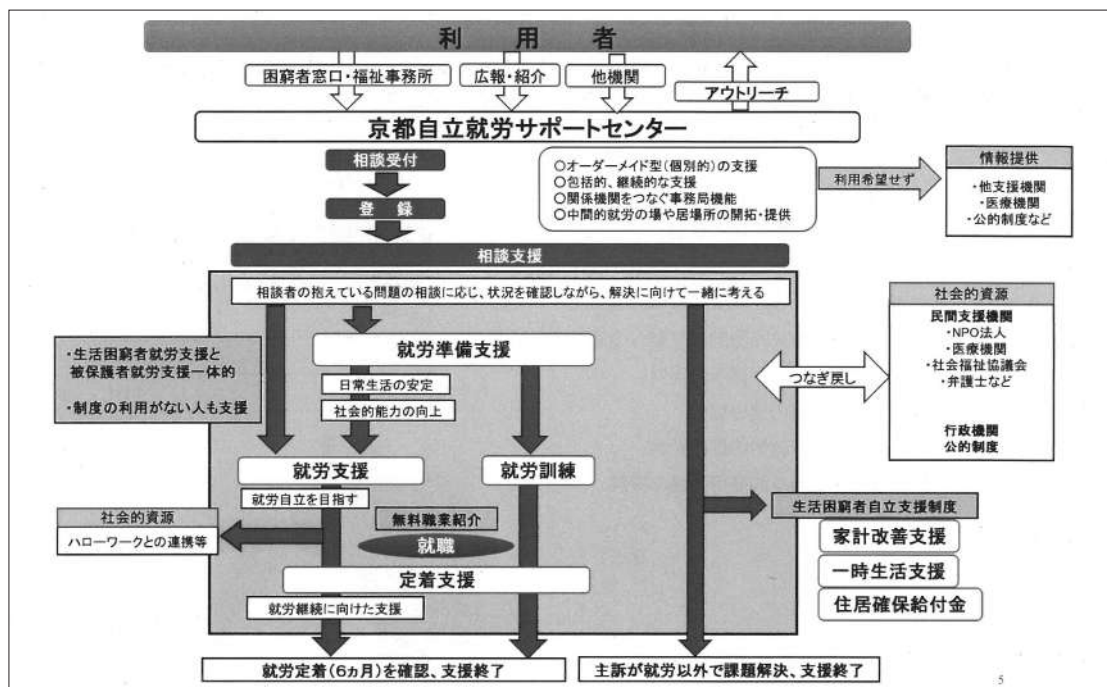 利 用 者
困窮者窓口・福祉事務所
広報・紹介
他機関
アウトリーチ
京都自立就労サポートセンター
相談受付
登 録
○オーダーメイド型（個別的）の支援
○包括的、継続的な支援
○関係機関をつなぐ事務局機能
○中間的就労の場や居場所の開拓・提供
利用希望せず
情報提供
・他支援機関
・医療機関
・公的制度など
相談支援
相談者の抱えている問題の相談に応じ、状況を確認しながら、解決に向けて一緒に考える
・生活困窮者就労支援と
被保護者就労支援一体的
・制度の利用がない人も支援
就労準備支援
日常生活の安定
社会的能力の向上
つなぎ戻し
社会的資源
民間支援機関
・NPO法人
・医療機関
・社会福祉協議会
・弁護士など
行政機関
公的制度
就労支援
就労訓練
就労自立を目指す
社会的資源
ハローワークとの連携等
無料職業紹介
就職
定着支援
就労継続に向けた支援
生活困窮者自立支援制度
家計改善支援
一時生活支援
住居確保給付金
就労定着（6ヵ月）を確認、支援終了
主訴が就労以外で課題解決、支援終了
5